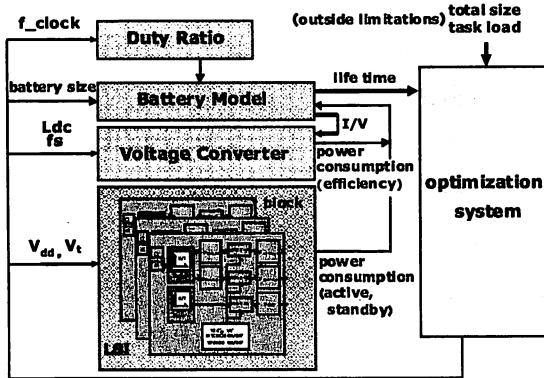 f_clock
Duty Ratio
(outside limitations)
total size
task load
battery size
Battery Model
life time
I/V
Ldc
fs
Voltage Converter
power
consumption
(efficiency)
optimization
system
block
Vdd, Vt
power
consumption
(active,
standby)
LSI